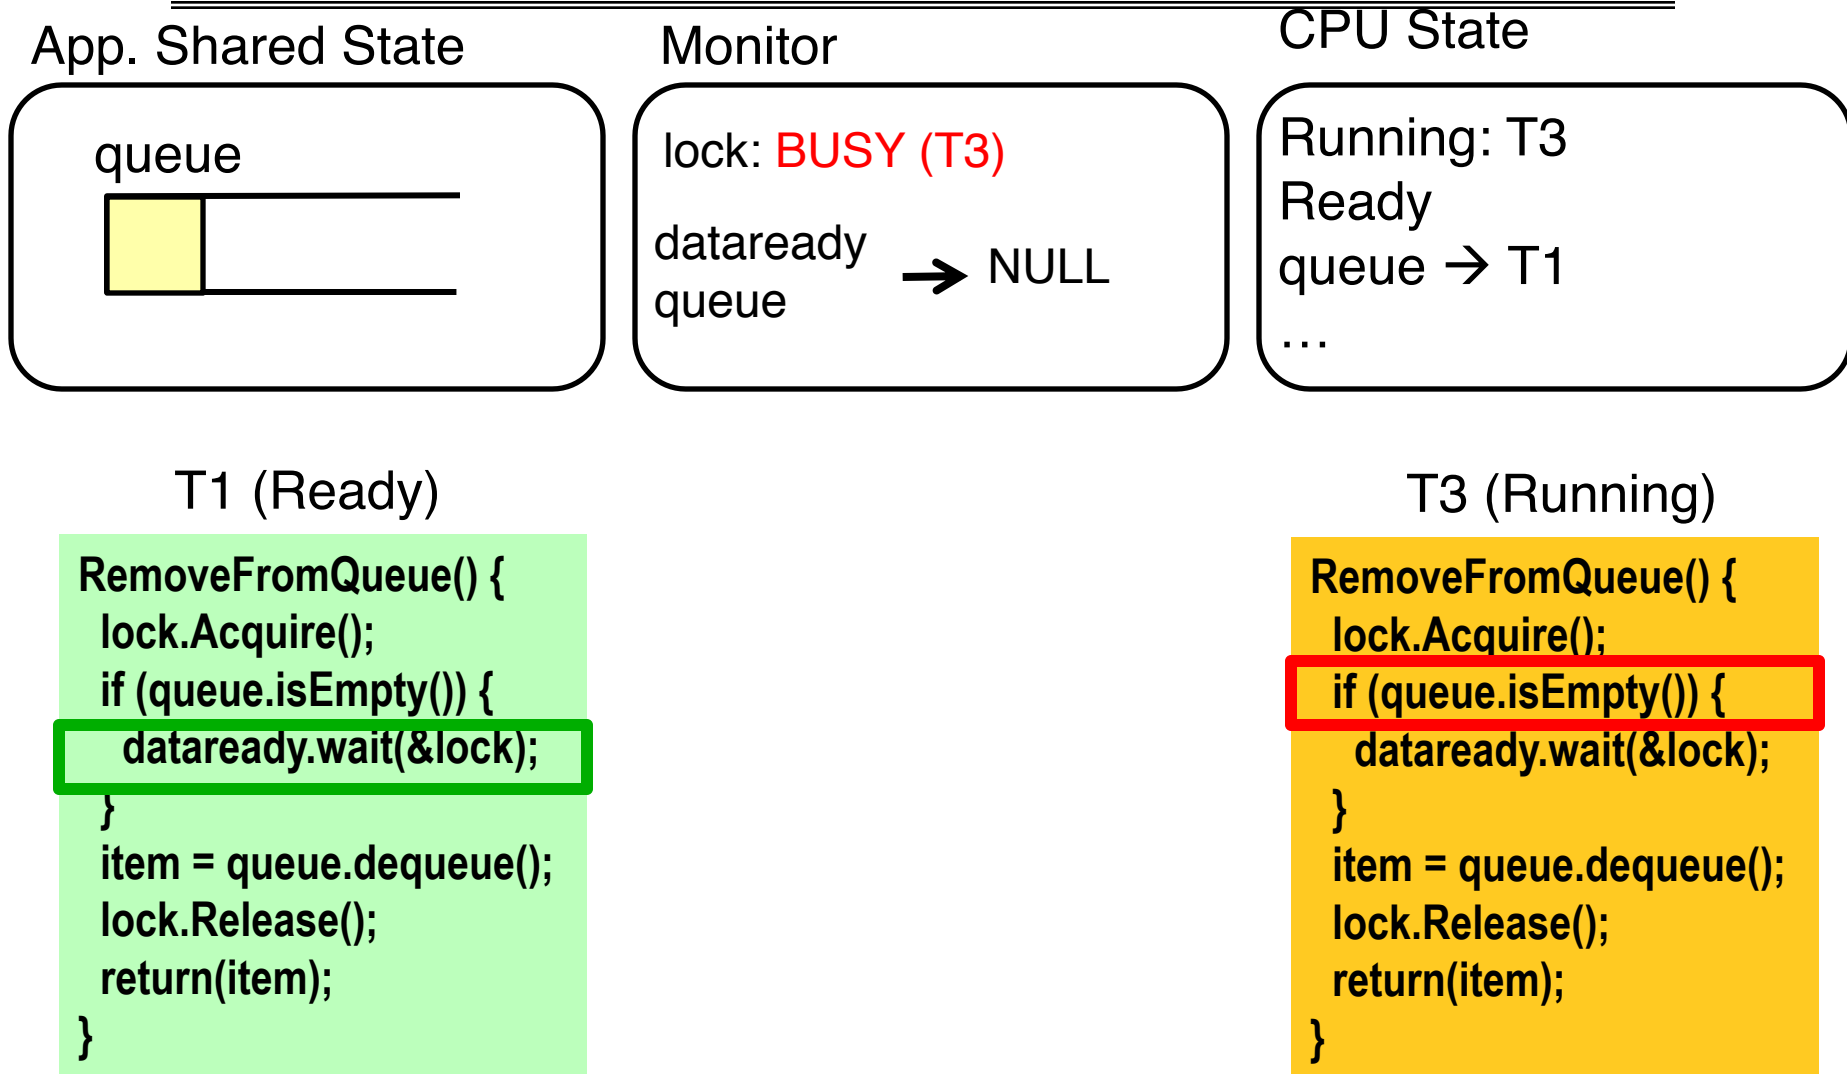 App. Shared State
queue
Monitor
lock: BUSY (T3)
dataready
queue → NULL
CPU State
Running: T3
Ready
queue → T1
…
T1 (Ready)
RemoveFromQueue() {
lock.Acquire();
if (queue.isEmpty()) {
dataready.wait(&lock);
}
item = queue.dequeue();
lock.Release();
return(item);
}
T3 (Running)
RemoveFromQueue() {
lock.Acquire();
if (queue.isEmpty()) {
dataready.wait(&lock);
}
item = queue.dequeue();
lock.Release();
return(item);
}